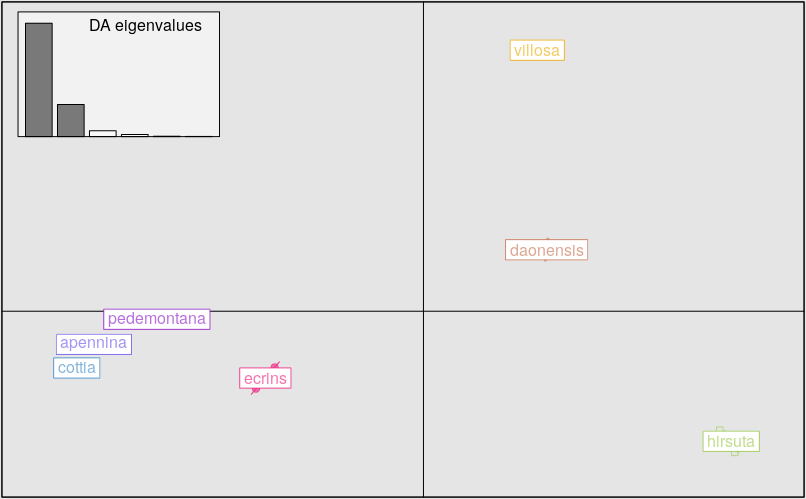 DA eigenvalues
villosa
daonensis
pedemontana
apennina
cottia
ecrins
hirsuta